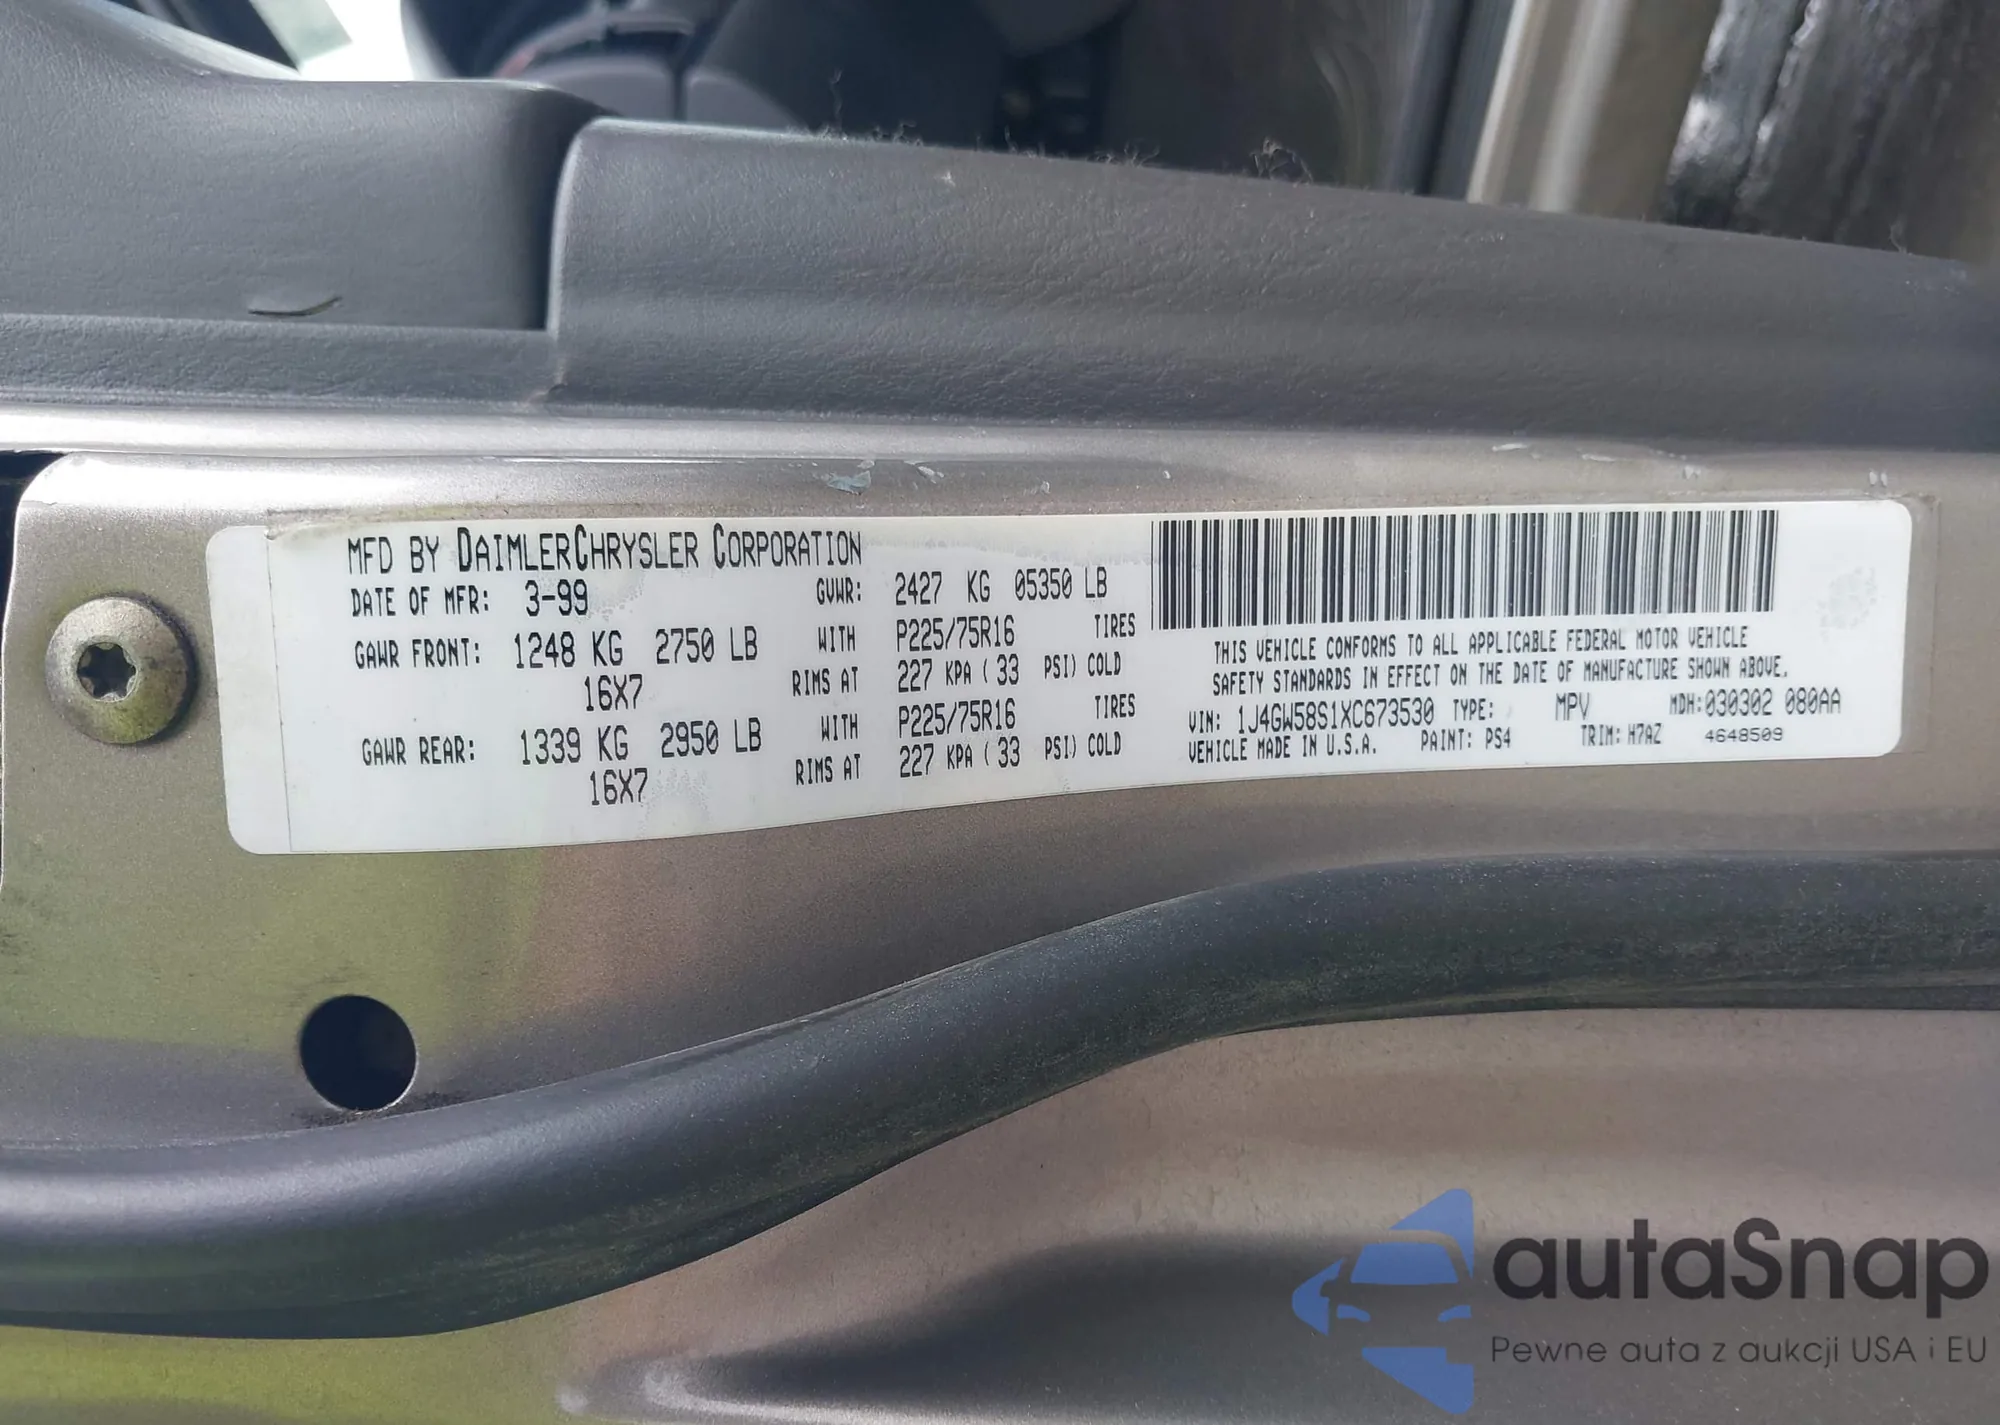 MFD BY DAIMLERCHRYSLER CORPORATION
DATE OF MFR: 3-99 GVWR: 2427 KG 05350 LB
GAWR FRONT: 1248 KG 2750 LB WITH P225/75R16 TIRES
16X7 RIMS AT 227 KPA ( 33 PSI) COLD
GAWR REAR: 1339 KG 2950 LB WITH P225/75R16 TIRES
16X7 RIMS AT 227 KPA ( 33 PSI) COLD
THIS VEHICLE CONFORMS TO ALL APPLICABLE FEDERAL MOTOR VEHICLE
SAFETY STANDARDS IN EFFECT ON THE DATE OF MANUFACTURE SHOWN ABOVE.
VIN: 1J4GW58S1XC673530 TYPE: MPV MDH:030302 080AA
VEHICLE MADE IN U.S.A. PAINT: PS4 TRIM: H7AZ 4648509
autaSnap
Pewne auta z aukcji USA i EU